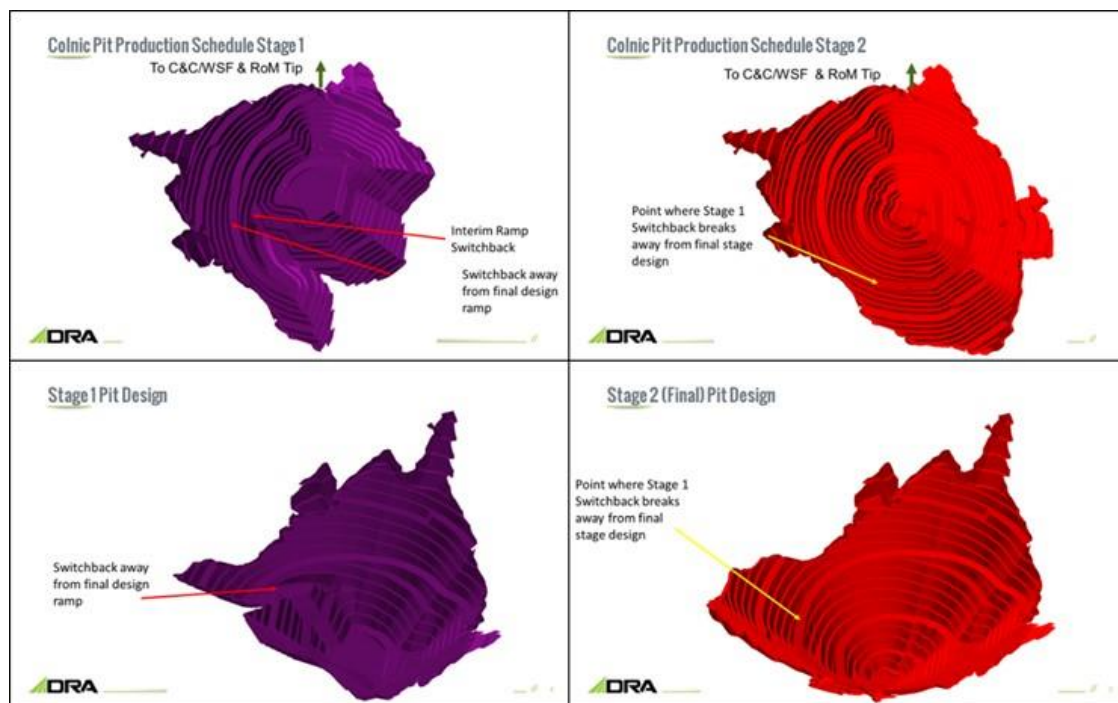 Colnic Pit Production Schedule Stage 1
To C&C/WSF & RoM Tip
Interim Ramp
Switchback
Switchback away
from final design
ramp
DRA
Colnic Pit Production Schedule Stage 2
To C&C/WSF & RoM Tip
Point where Stage 1
Switchback breaks
away from final stage
design
DRA
Stage 1 Pit Design
Switchback away
from final design
ramp
DRA
Stage 2 (Final) Pit Design
Point where Stage 1
Switchback breaks
away from final
stage design
DRA